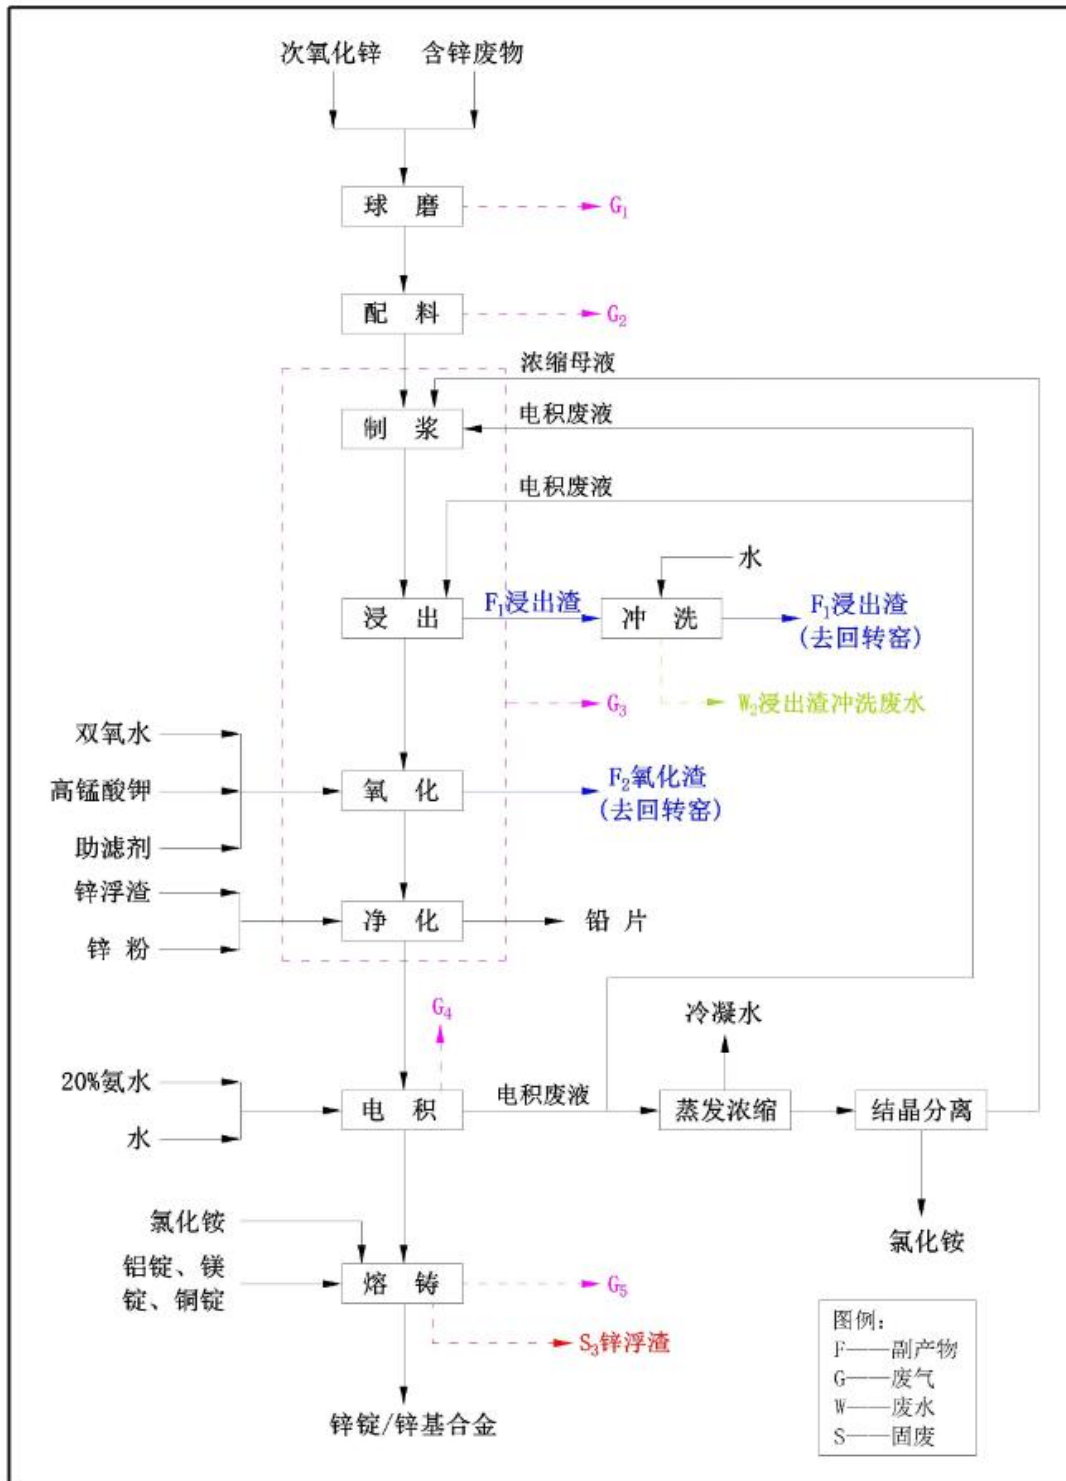 次氧化锌 含锌废物
球 磨 G₁
配 料 G₂
浓缩母液
制 浆 电积废液
电积废液
水
浸 出 F₁浸出渣 冲 洗 F₁浸出渣
(去回转窑)
G₃ W₂浸出渣冲洗废水
双氧水
高锰酸钾 氧 化 F₂氧化渣
(去回转窑)
助滤剂
锌浮渣
净 化 铅 片
锌 粉
G₄ 冷凝水
20%氨水
电 积 电积废液 蒸发浓缩 结晶分离
水
氯化铵 氯化铵
铝锭、镁
锭、铜锭 熔 铸 G₅
S₃锌浮渣
锌锭/锌基合金
图例：
F——副产物
G——废气
W——废水
S——固废